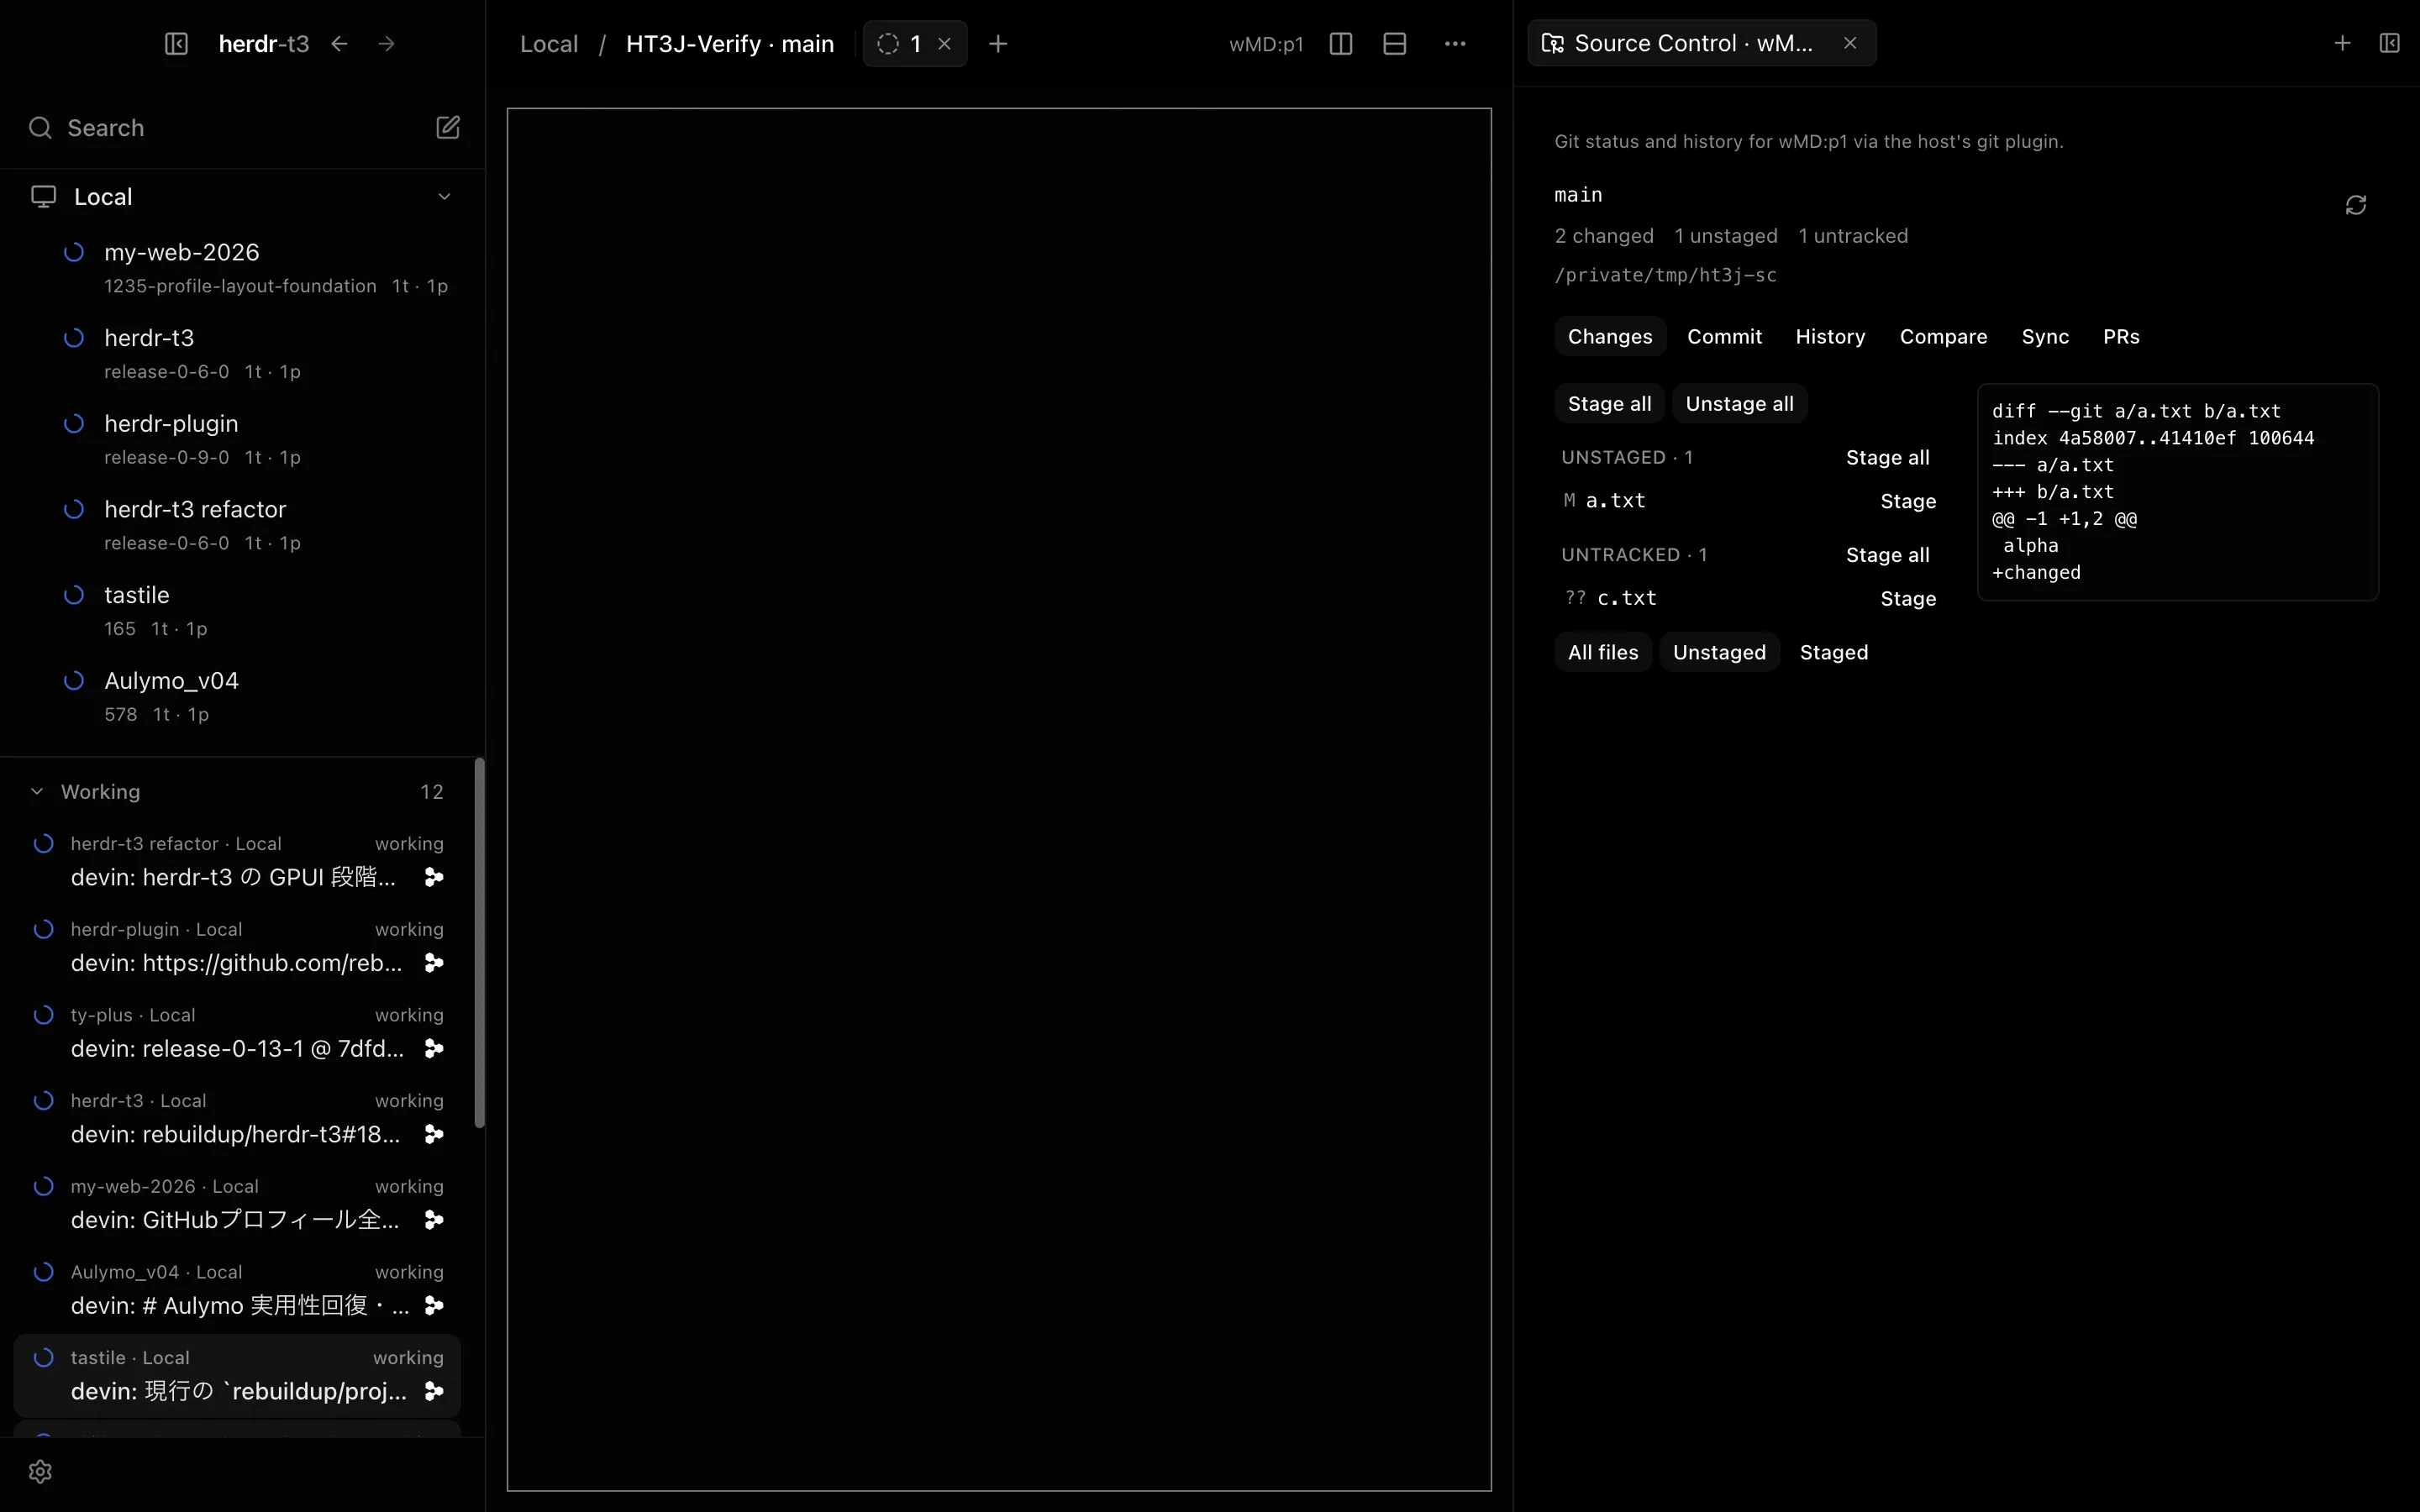 herdr-t3
Search
Local
my-web-2026
1235-profile-layout-foundation 1t · 1p
herdr-t3
release-0-6-0 1t · 1p
herdr-plugin
release-0-9-0 1t · 1p
herdr-t3 refactor
release-0-6-0 1t · 1p
tastile
165 1t · 1p
Aulymo_v04
578 1t · 1p
Working 12
herdr-t3 refactor · Local working
devin: herdr-t3 の GPUI 段階...
herdr-plugin · Local working
devin: https://github.com/reb...
ty-plus · Local working
devin: release-0-13-1 @ 7dfd...
herdr-t3 · Local working
devin: rebuildup/herdr-t3#18...
my-web-2026 · Local working
devin: GitHubプロフィール全...
Aulymo_v04 · Local working
devin: # Aulymo 実用性回復・...
tastile · Local working
devin: 現行の `rebuildup/proj...
Local / HT3J-Verify · main 1
wMD:p1
Source Control · wM...
Git status and history for wMD:p1 via the host's git plugin.
main
2 changed 1 unstaged 1 untracked
/private/tmp/ht3j-sc
Changes Commit History Compare Sync PRs
Stage all Unstage all
UNSTAGED · 1 Stage all
M a.txt Stage
UNTRACKED · 1 Stage all
?? c.txt Stage
All files Unstaged Staged
diff --git a/a.txt b/a.txt
index 4a58007..41410ef 100644
--- a/a.txt
+++ b/a.txt
@@ -1 +1,2 @@
alpha
+changed